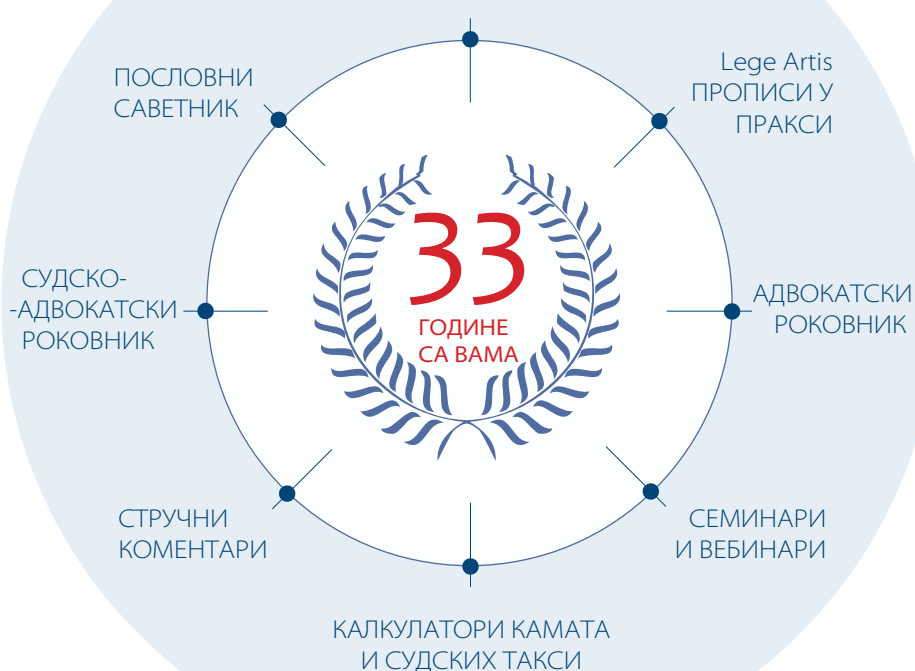 ПОСЛОВНИ
САВЕТНИК
Lege Artis
ПРОПИСИ У
ПРАКСИ
33
ГОДИНЕ
СА ВАМА
СУДСКО-
-АДВОКАТСКИ
РОКОВНИК
АДВОКАТСКИ
РОКОВНИК
СТРУЧНИ
КОМЕНТАРИ
СЕМИНАРИ
И ВЕБИНАРИ
КАЛКУЛАТОРИ КАМАТА
И СУДСКИХ ТАКСИ